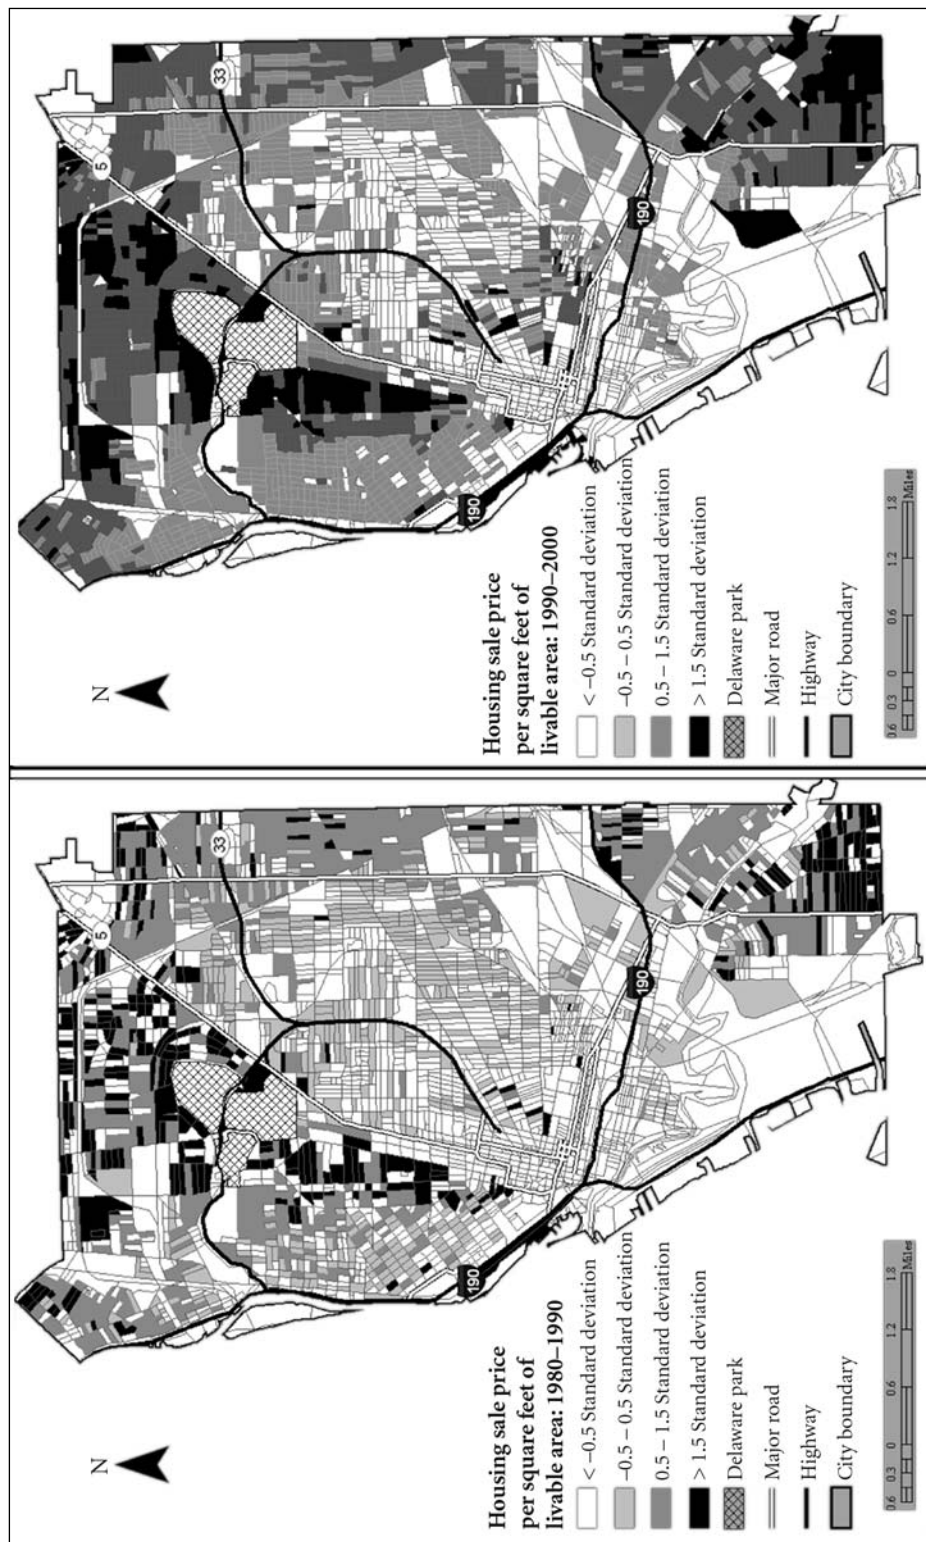 N
Housing sale price
per square feet of
livable area: 1980–1990
< –0.5 Standard deviation
–0.5 – 0.5 Standard deviation
0.5 – 1.5 Standard deviation
> 1.5 Standard deviation
Delaware park
Major road
Highway
City boundary
0.6 0.3 0 0.6 1.2 1.8
Miles
5
33
190
190
N
Housing sale price
per square feet of
livable area: 1990–2000
< –0.5 Standard deviation
–0.5 – 0.5 Standard deviation
0.5 – 1.5 Standard deviation
> 1.5 Standard deviation
Delaware park
Major road
Highway
City boundary
0.6 0.3 0 0.6 1.2 1.8
Miles
5
33
190
190